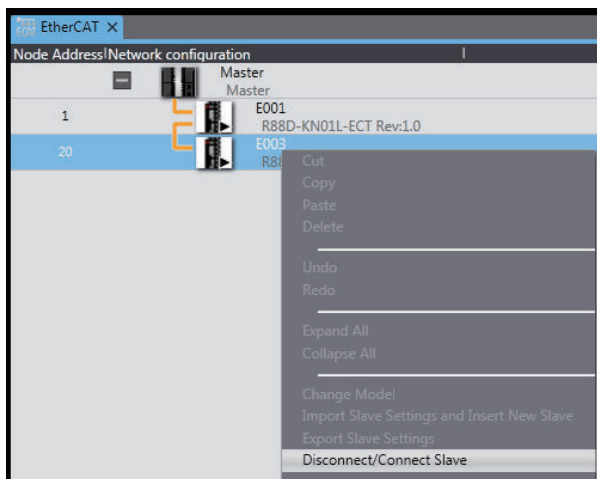 EtherCAT ×
Node Address Network configuration
Master
Master
1 E001
R88D-KN01L-ECT Rev:1.0
20 E003
R88
Cut
Copy
Paste
Delete
Undo
Redo
Expand All
Collapse All
Change Model
Import Slave Settings and Insert New Slave
Export Slave Settings
Disconnect/Connect Slave